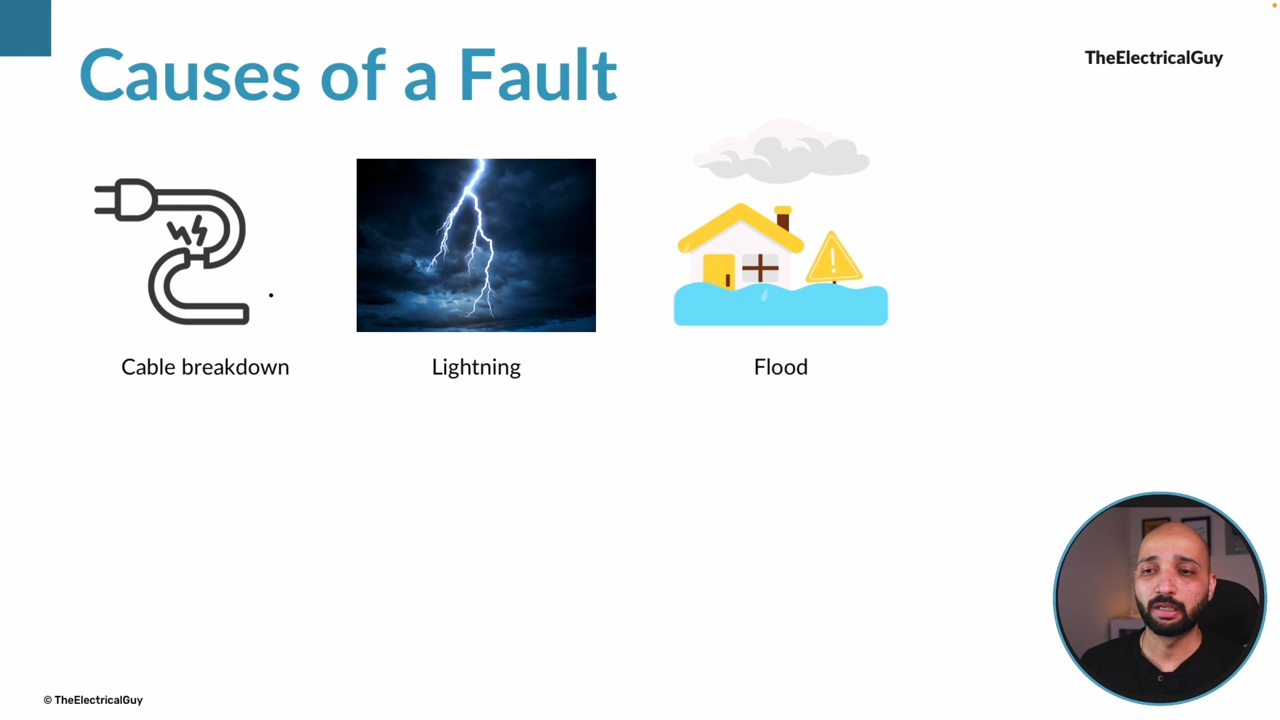 Causes of a Fault
TheElectricalGuy
Cable breakdown
Lightning
Flood
© TheElectricalGuy